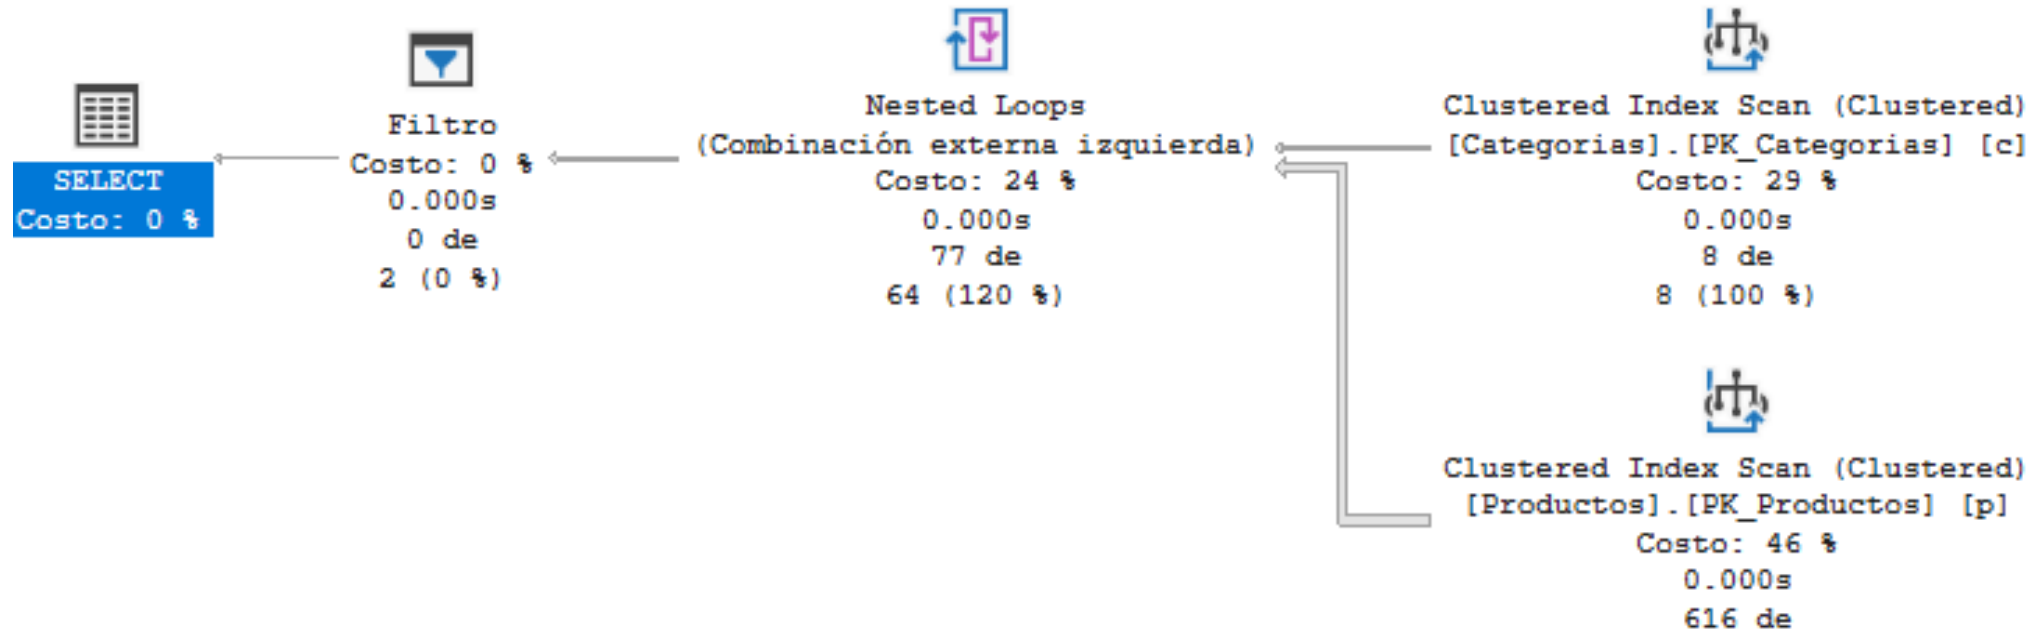 SELECT
Costo: 0 %
Filtro
Costo: 0 %
0.000s
0 de
2 (0 %)
Nested Loops
(Combinación externa izquierda)
Costo: 24 %
0.000s
77 de
64 (120 %)
Clustered Index Scan (Clustered)
[Categorias].[PK_Categorias] [c]
Costo: 29 %
0.000s
8 de
8 (100 %)
Clustered Index Scan (Clustered)
[Productos].[PK_Productos] [p]
Costo: 46 %
0.000s
616 de